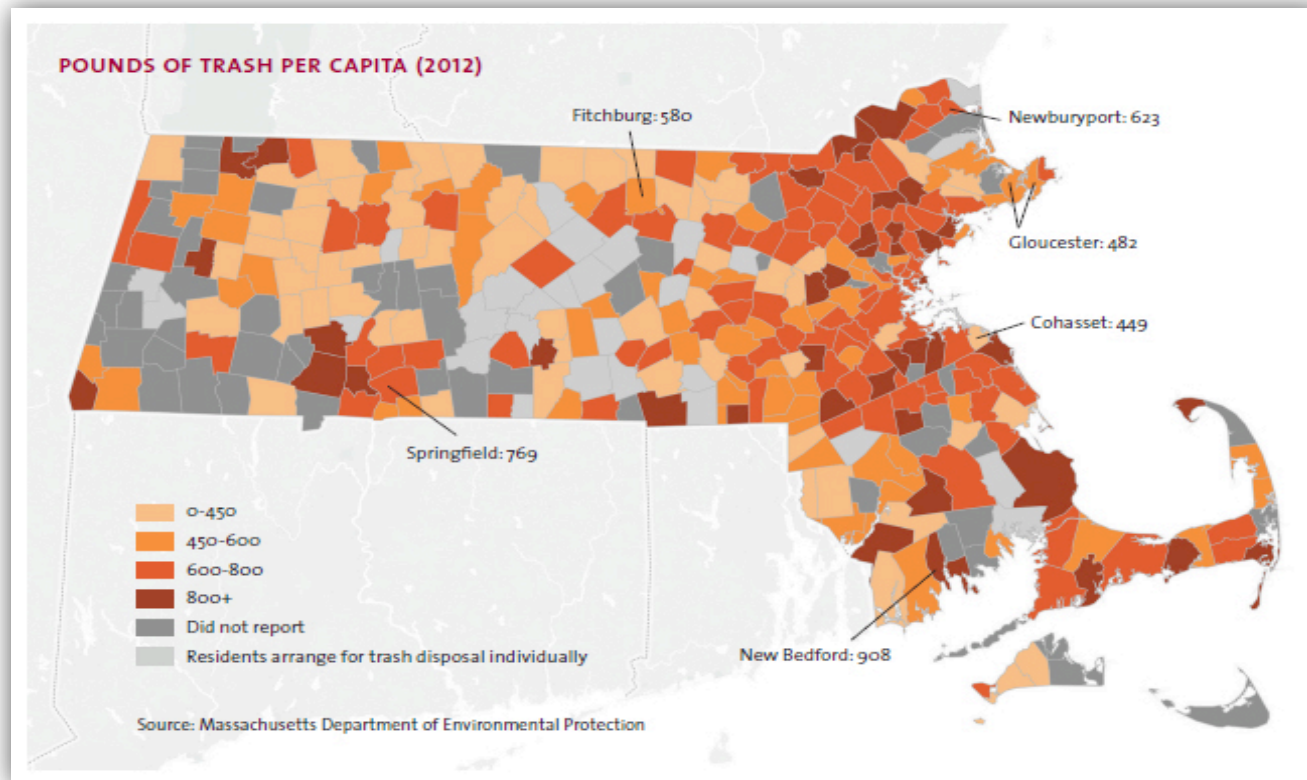 POUNDS OF TRASH PER CAPITA (2012)
Fitchburg: 580
Newburyport: 623
Gloucester: 482
Cohasset: 449
Springfield: 769
New Bedford: 908
0-450
450-600
600-800
800+
Did not report
Residents arrange for trash disposal individually
Source: Massachusetts Department of Environmental Protection